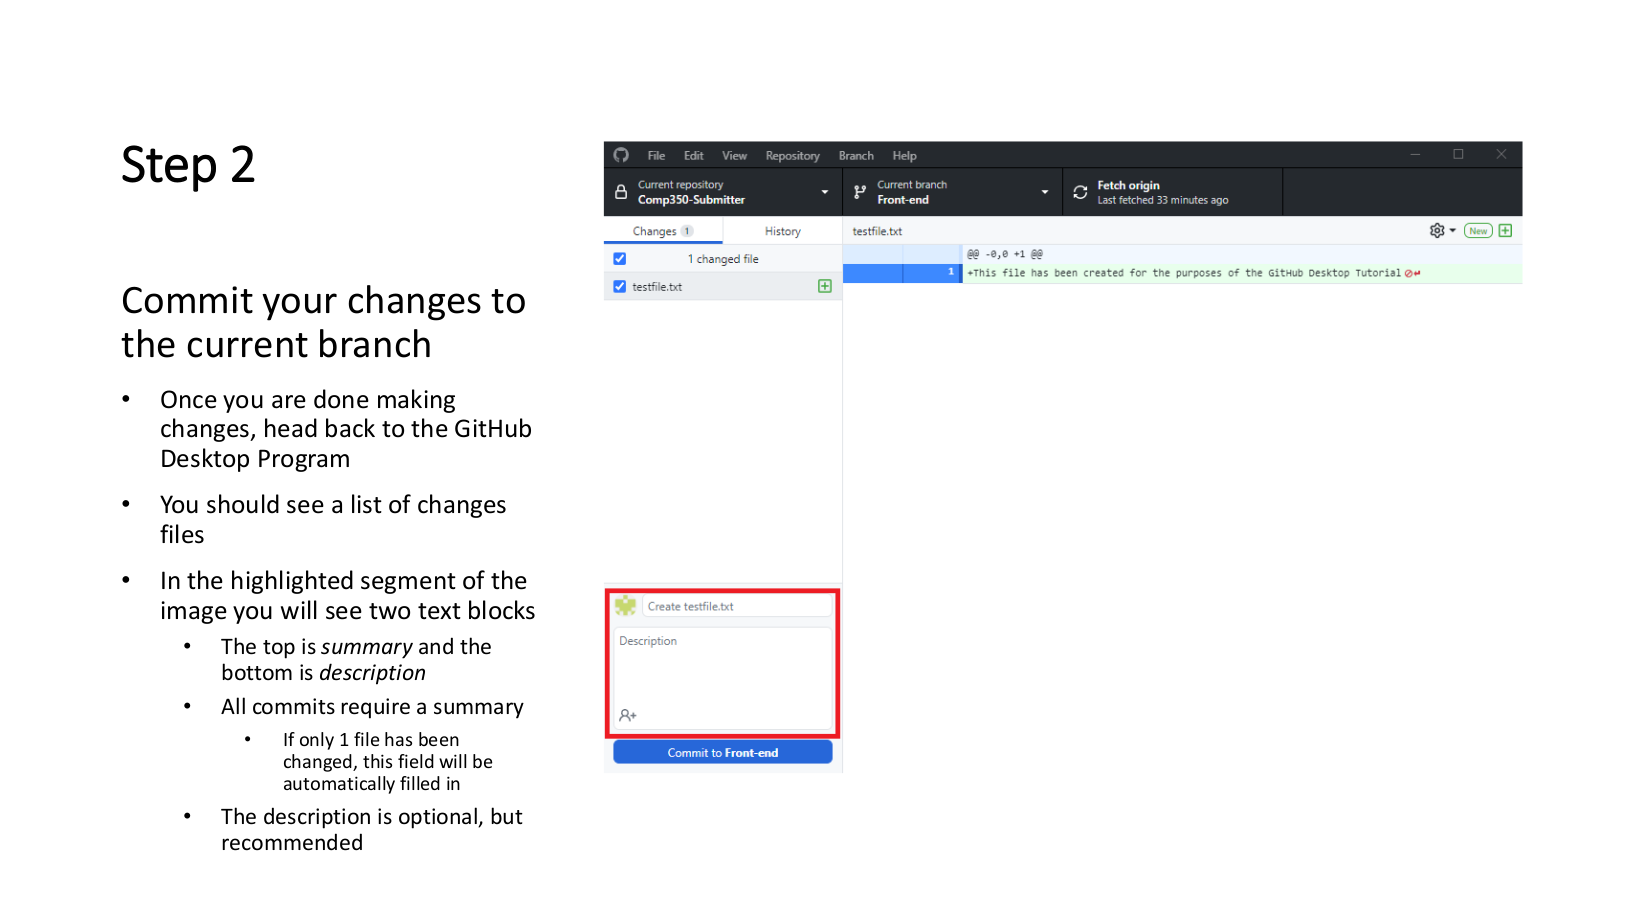 Step 2
Commit your changes to
the current branch
• Once you are done making
changes, head back to the GitHub
Desktop Program
• You should see a list of changes
files
• In the highlighted segment of the
image you will see two text blocks
• The top is summary and the
bottom is description
• All commits require a summary
• If only 1 file has been
changed, this field will be
automatically filled in
• The description is optional, but
recommended
File Edit View Repository Branch Help
Current repository
Comp350-Submitter
Current branch
Front-end
Fetch origin
Last fetched 33 minutes ago
Changes 1 History
testfile.txt
New
1 changed file
testfile.txt
@@ -0,0 +1 @@
1 +This file has been created for the purposes of the GitHub Desktop Tutorial
Create testfile.txt
Description
Commit to Front-end